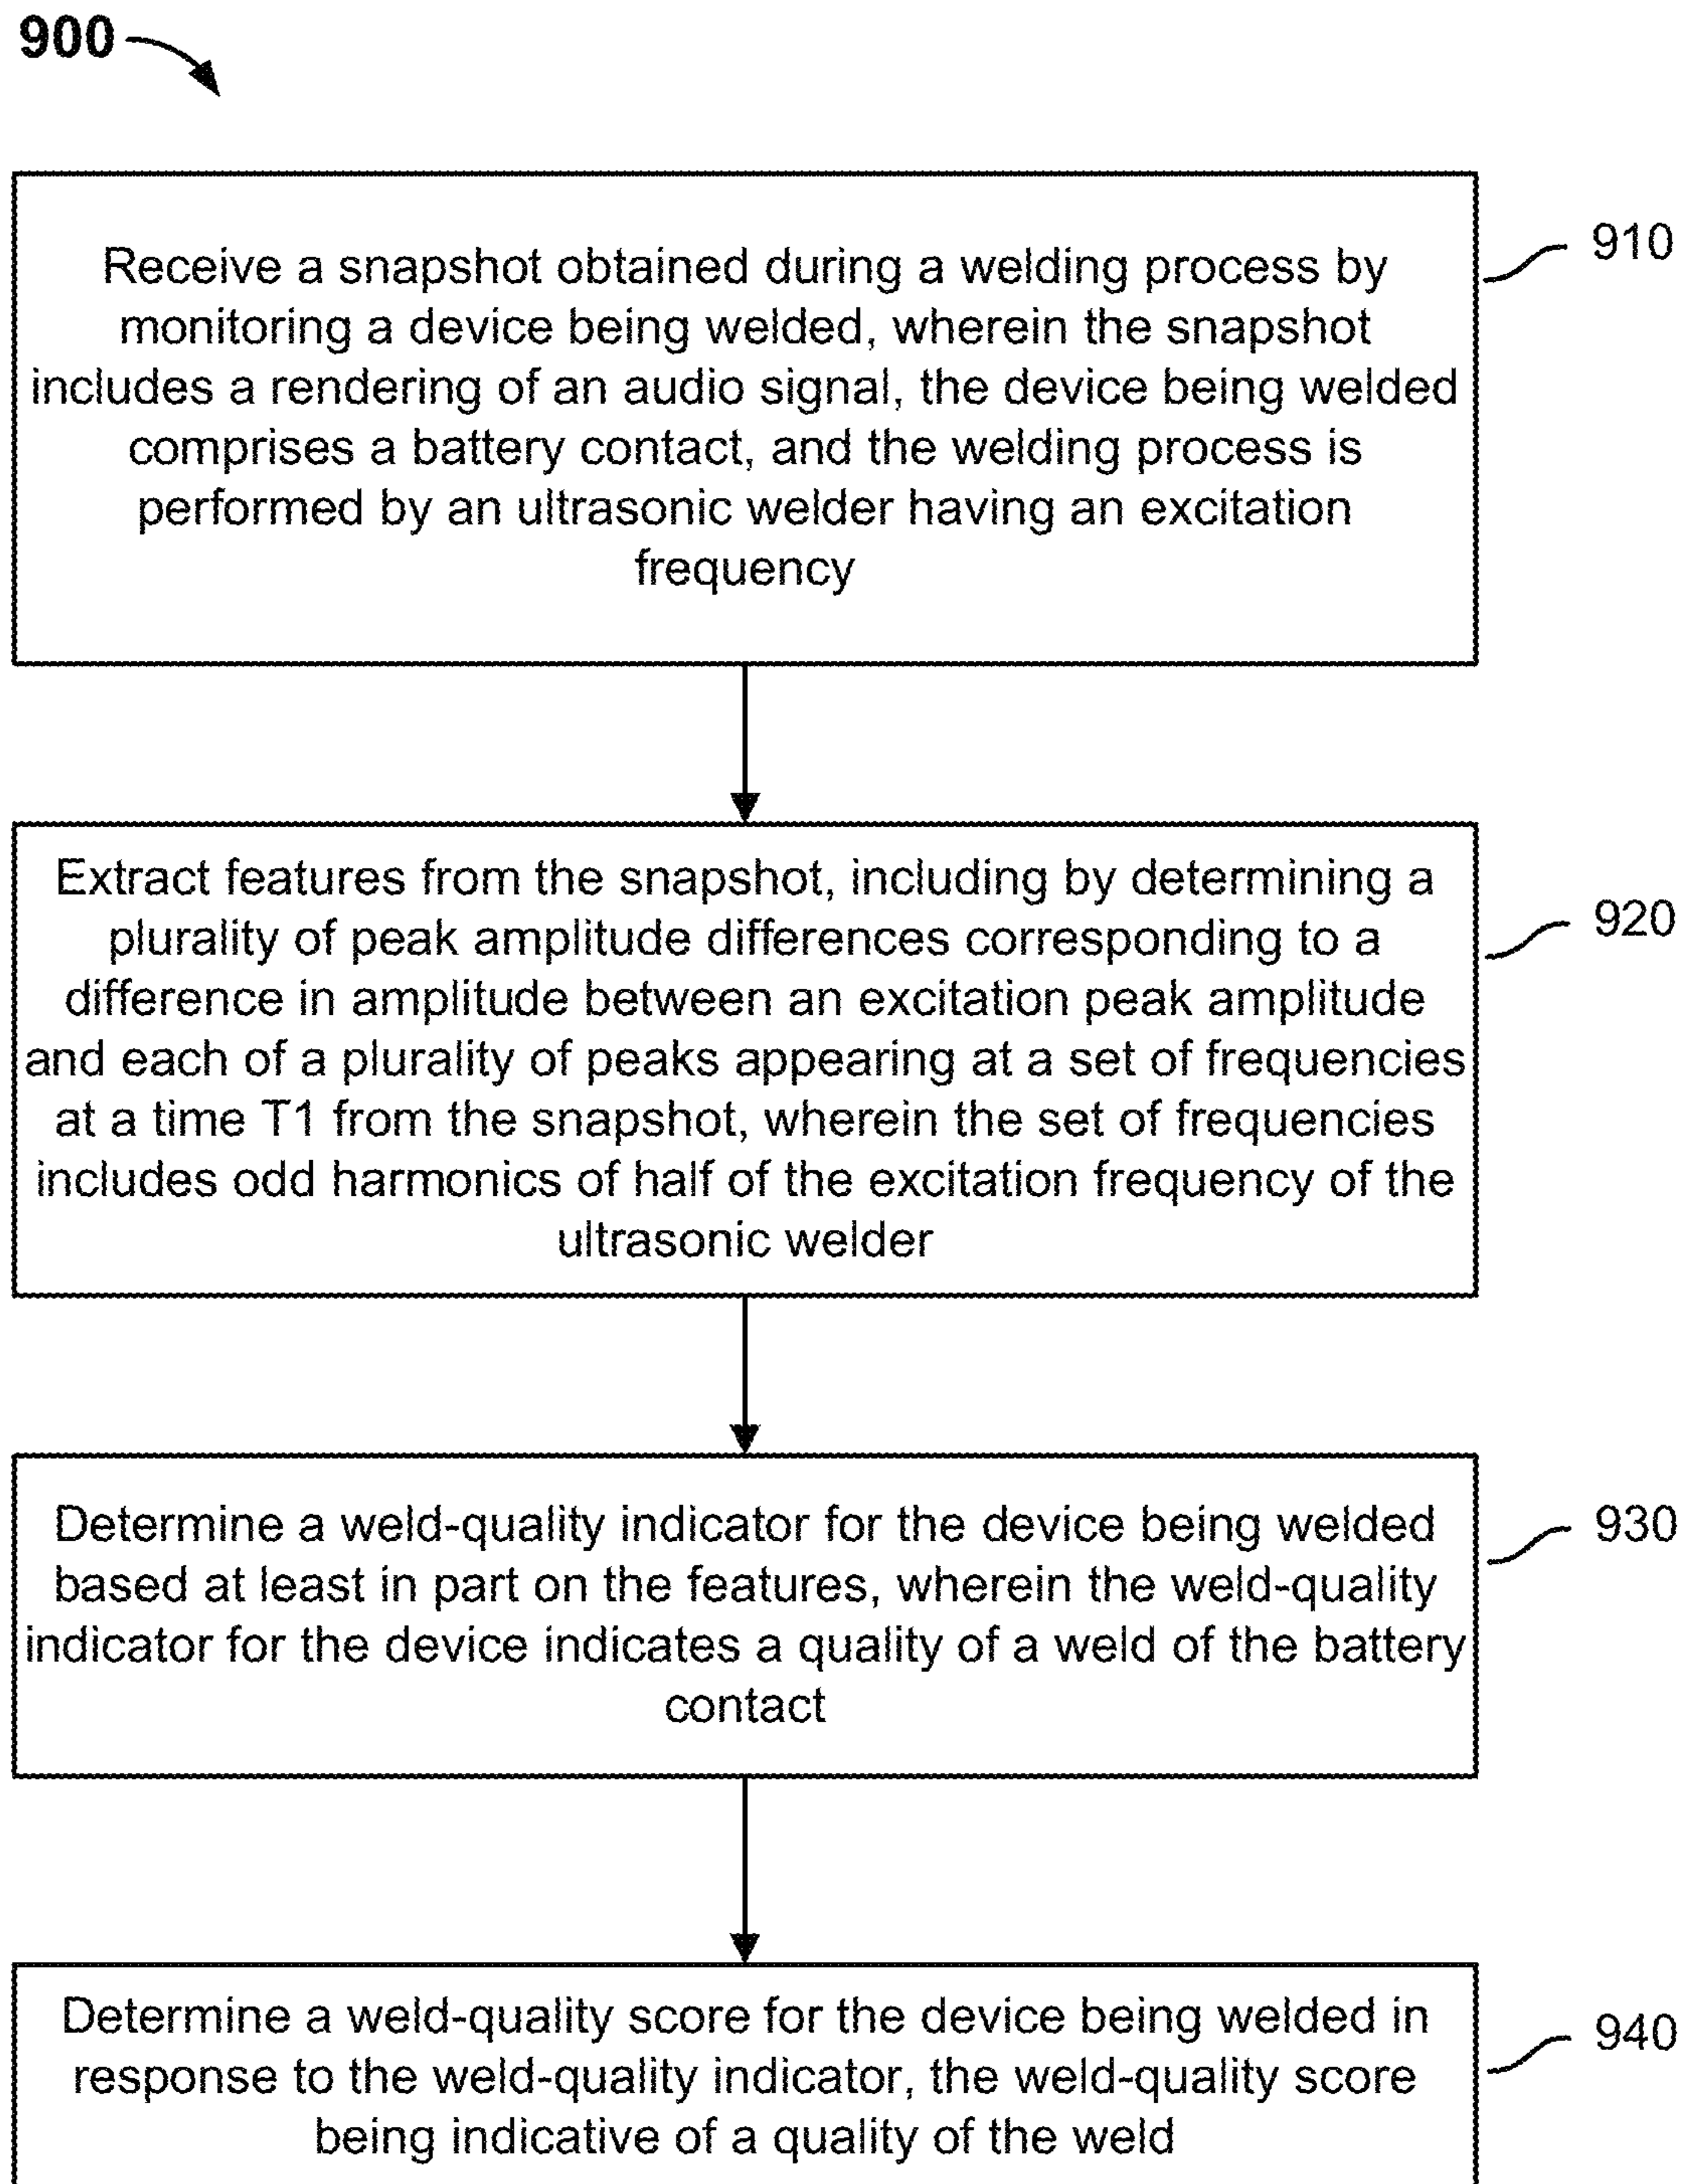 900
Receive a snapshot obtained during a welding process by
monitoring a device being welded, wherein the snapshot
includes a rendering of an audio signal, the device being welded
comprises a battery contact, and the welding process is
performed by an ultrasonic welder having an excitation
frequency
910
Extract features from the snapshot, including by determining a
plurality of peak amplitude differences corresponding to a
difference in amplitude between an excitation peak amplitude
and each of a plurality of peaks appearing at a set of frequencies
at a time T1 from the snapshot, wherein the set of frequencies
includes odd harmonics of half of the excitation frequency of the
ultrasonic welder
920
Determine a weld-quality indicator for the device being welded
based at least in part on the features, wherein the weld-quality
indicator for the device indicates a quality of a weld of the battery
contact
930
Determine a weld-quality score for the device being welded in
response to the weld-quality indicator, the weld-quality score
being indicative of a quality of the weld
940